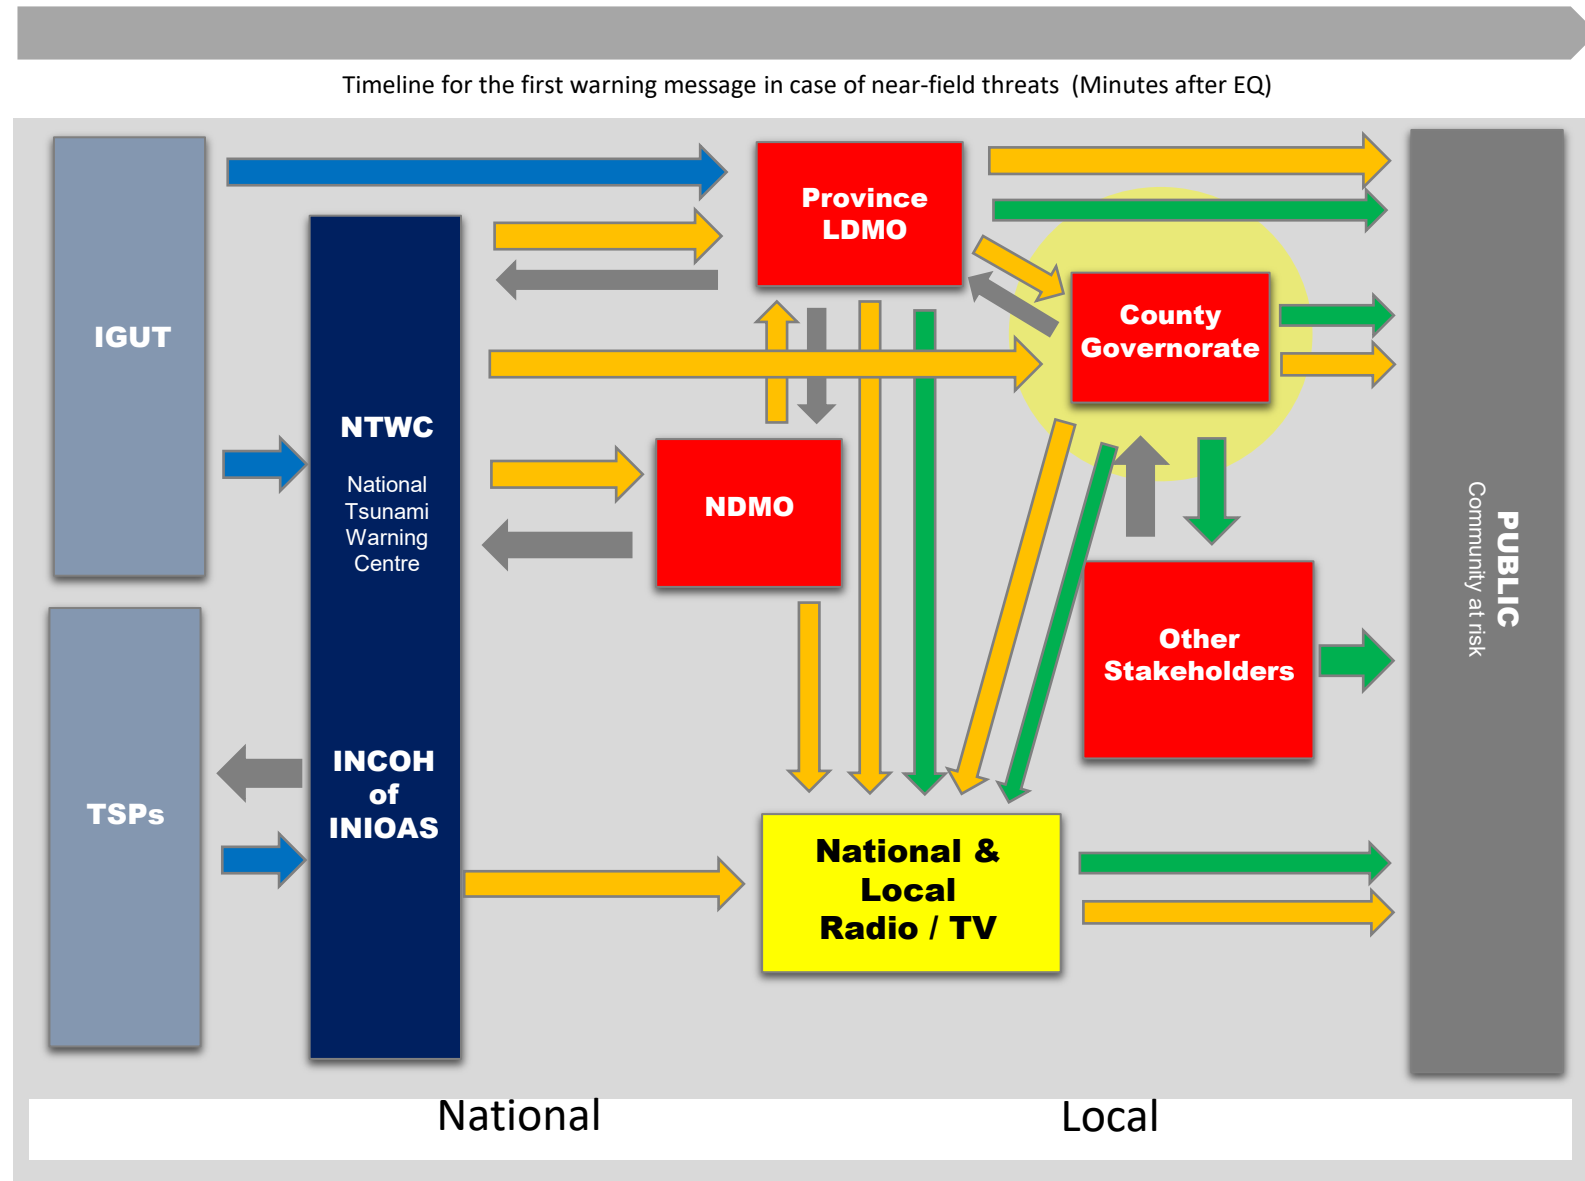 Timeline for the first warning message in case of near-field threats (Minutes after EQ)
IGUT
TSPs
NTWC
National
Tsunami
Warning
Centre
INCOH
of
INIOAS
Province
LDMO
NDMO
County
Governorate
Other
Stakeholders
National &
Local
Radio / TV
PUBLIC
Community at risk
National
Local